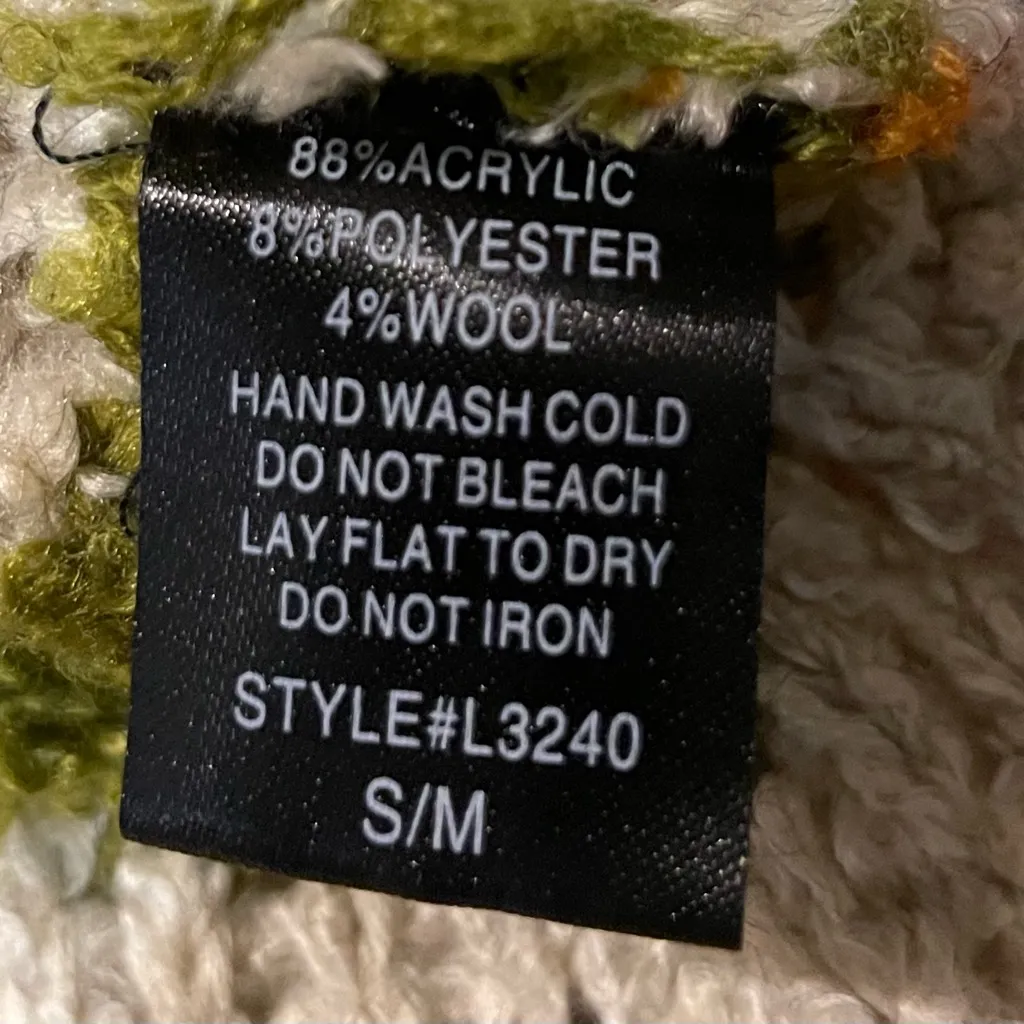 88%ACRYLIC
8%POLYESTER
4%WOOL
HAND WASH COLD
DO NOT BLEACH
LAY FLAT TO DRY
DO NOT IRON
STYLE#L3240
S/M